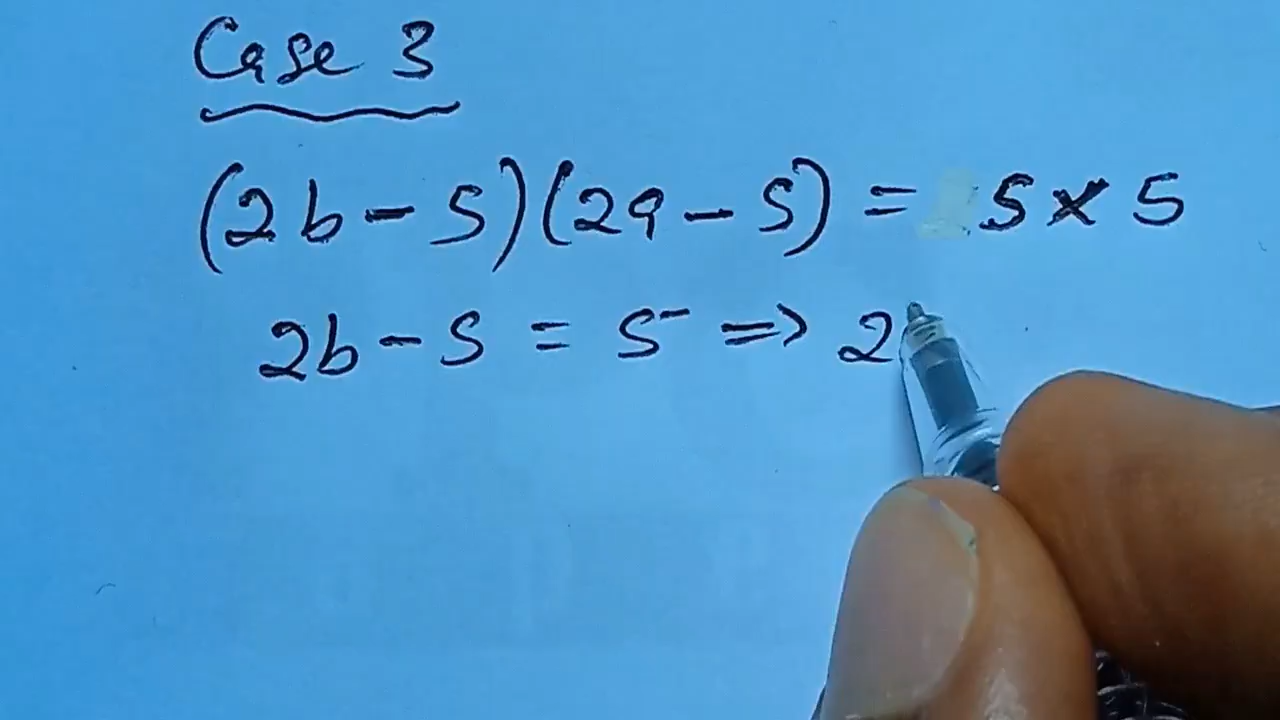 Case 3
(2b - 5)(2a - 5) = 5 × 5
2b - 5 = 5 => 2